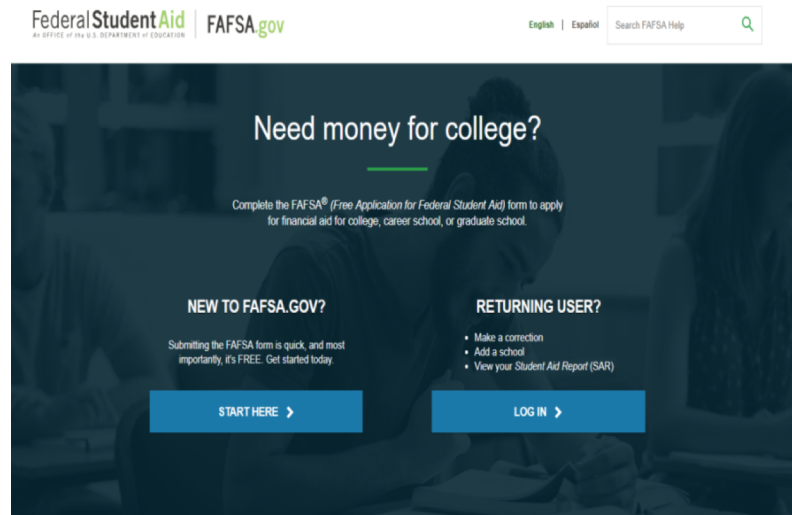 Federal Student Aid
An OFFICE of the U.S. DEPARTMENT of EDUCATION
FAFSA.gov
English | Español
Search FAFSA Help
Need money for college?
Complete the FAFSA® (Free Application for Federal Student Aid) form to apply
for financial aid for college, career school, or graduate school.
NEW TO FAFSA.GOV?
Submitting the FAFSA form is quick, and most
importantly, it's FREE. Get started today.
START HERE
RETURNING USER?
• Make a correction
• Add a school
• View your Student Aid Report (SAR)
LOG IN